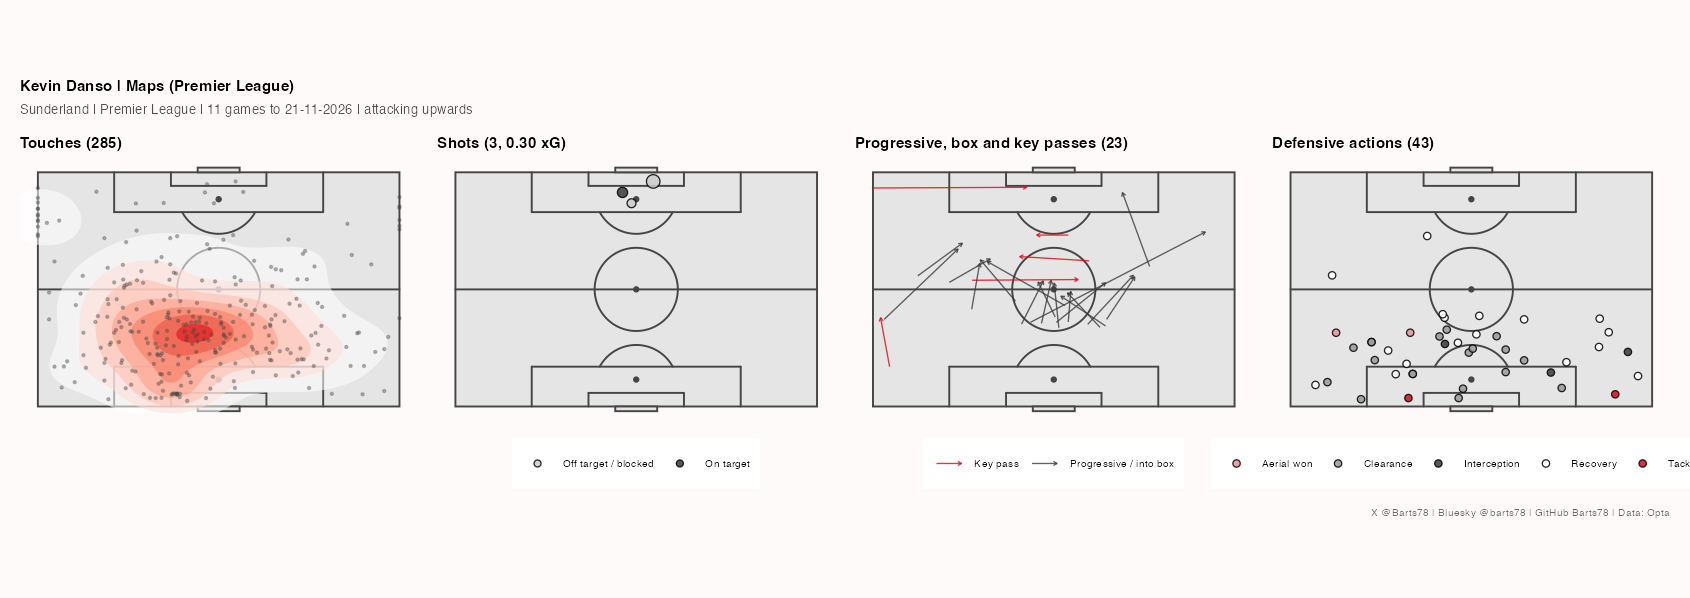 Kevin Danso | Maps (Premier League)
Sunderland | Premier League | 11 games to 21-11-2026 | attacking upwards
Touches (285)
Shots (3, 0.30 xG)
Progressive, box and key passes (23)
Defensive actions (43)
Off target / blocked
On target
Key pass
Progressive / into box
Aerial won
Clearance
Interception
Recovery
Tack
X @Barts78 | Bluesky @barts78 | GitHub Barts78 | Data: Opta